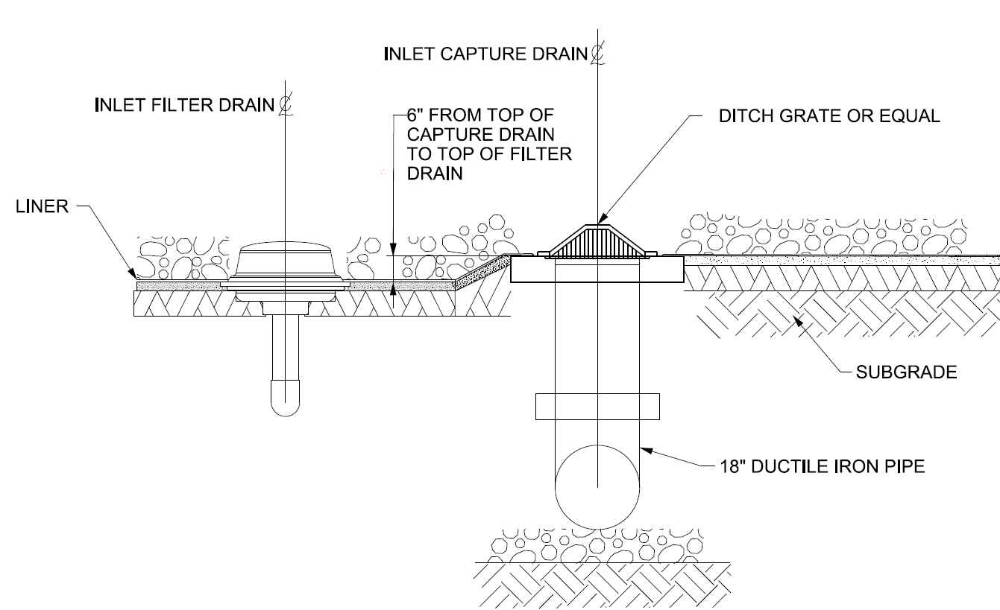 INLET CAPTURE DRAIN ℄
INLET FILTER DRAIN ℄
6" FROM TOP OF
CAPTURE DRAIN
TO TOP OF FILTER
DRAIN
DITCH GRATE OR EQUAL
LINER
SUBGRADE
18" DUCTILE IRON PIPE